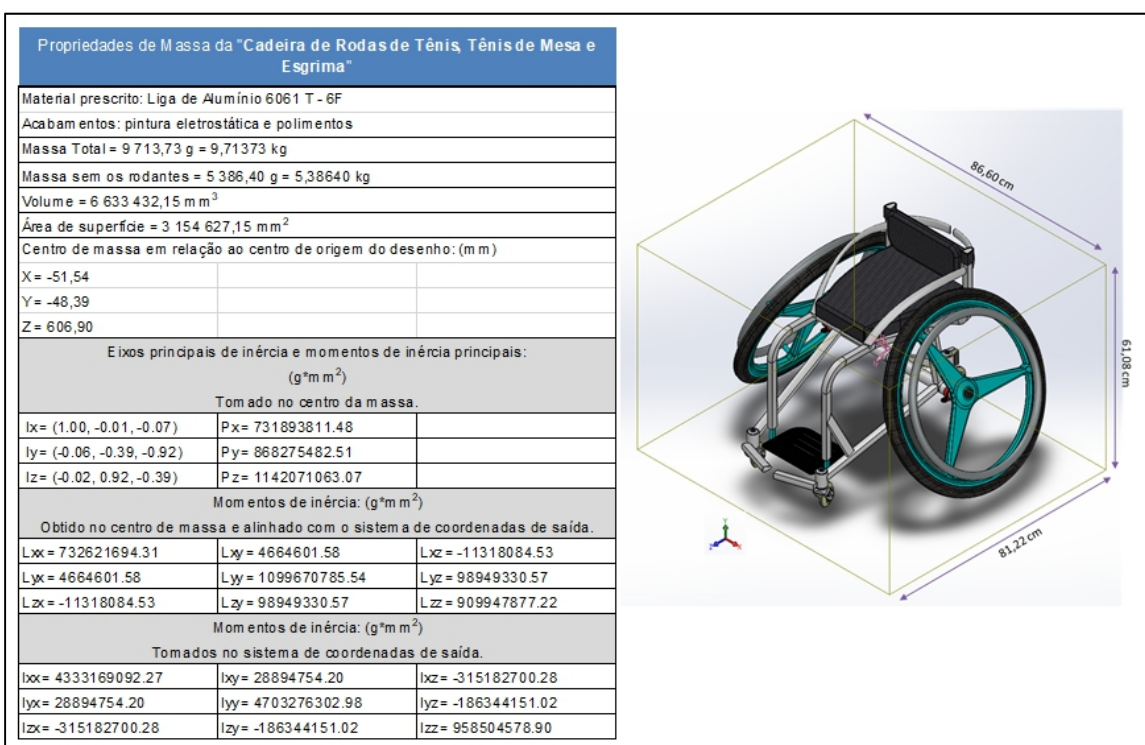 Propriedades de Massa da "Cadeira de Rodas de Tênis, Tênis de Mesa e
Esgrima"
Material prescrito: Liga de Alumínio 6061 T - 6F
Acabamentos: pintura eletrostática e polimentos
Massa Total = 9 713,73 g = 9,71373 kg
Massa sem os rodantes = 5 386,40 g = 5,38640 kg
Volume = 6 633 432,15 mm³
Área de superfície = 3 154 627,15 mm²
Centro de massa em relação ao centro de origem do desenho: (mm)
X = -51,54
Y = -48,39
Z = 606,90
Eixos principais de inércia e momentos de inércia principais:
(g*mm²)
Tomado no centro da massa.
Ix= (1.00, -0.01, -0.07) Px= 731893811.48
Iy= (-0.06, -0.39, -0.92) Py= 868275482.51
Iz= (-0.02, 0.92, -0.39) Pz= 1142071063.07
Momentos de inércia: (g*mm²)
Obtido no centro de massa e alinhado com o sistema de coordenadas de saída.
Lxx= 732621694.31 Lxy= 4664601.58 Lxz= -11318084.53
Lyx= 4664601.58 Lyy= 1099670785.54 Lyz= 98949330.57
Lzx= -11318084.53 Lzy= 98949330.57 Lzz= 909947877.22
Momentos de inércia: (g*mm²)
Tomados no sistema de coordenadas de saída.
Ixx= 4333169092.27 Ixy= 28894754.20 Ixz= -315182700.28
Iyx= 28894754.20 Iyy= 4703276302.98 Iyz= -186344151.02
Izx= -315182700.28 Izy= -186344151.02 Izz= 958504578.90
86,60 cm
61,08 cm
81,22 cm